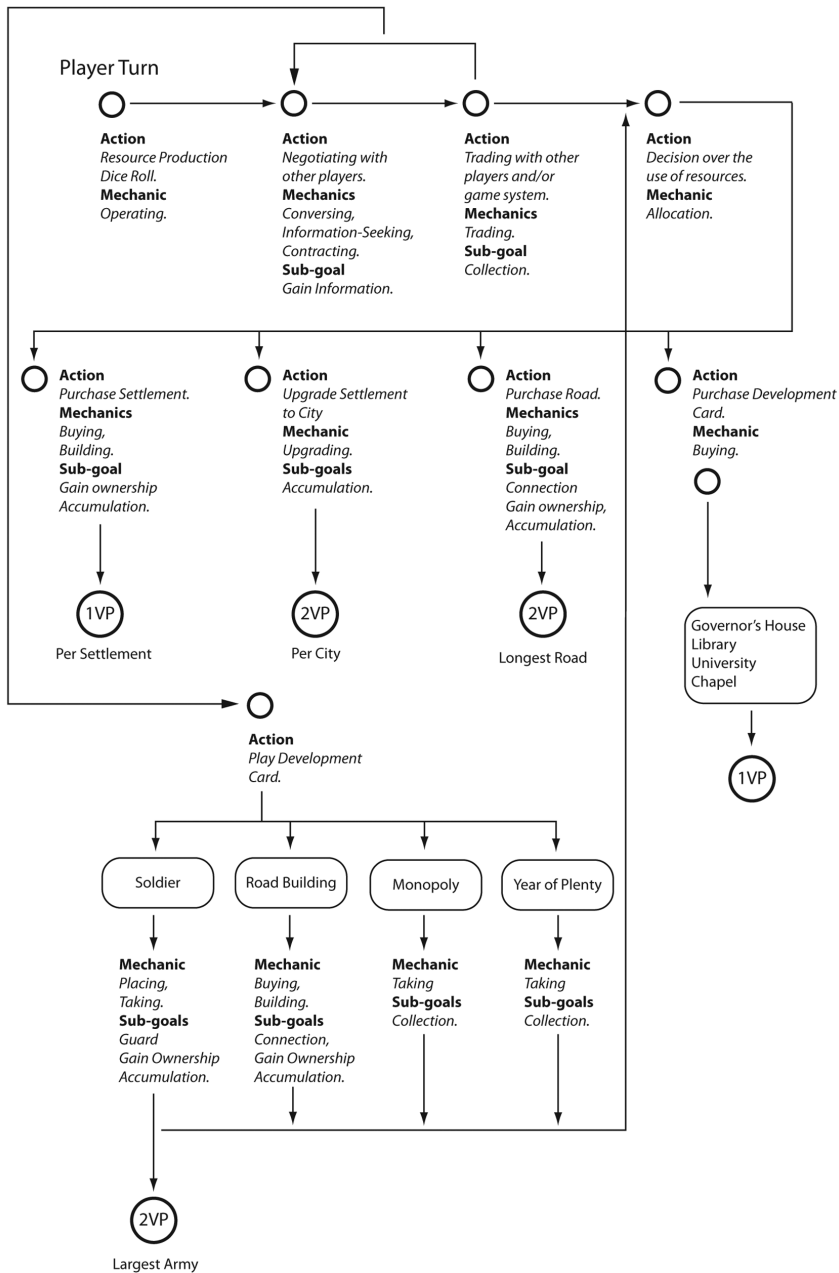 Player Turn
Action
Resource Production
Dice Roll.
Mechanic
Operating.
Action
Negotiating with
other players.
Mechanics
Conversing,
Information-Seeking,
Contracting.
Sub-goal
Gain Information.
Action
Trading with other
players and/or
game system.
Mechanics
Trading.
Sub-goal
Collection.
Action
Decision over the
use of resources.
Mechanic
Allocation.
Action
Purchase Settlement.
Mechanics
Buying,
Building.
Sub-goal
Gain ownership
Accumulation.
1VP
Per Settlement
Action
Upgrade Settlement
to City
Mechanic
Upgrading.
Sub-goals
Accumulation.
2VP
Per City
Action
Purchase Road.
Mechanics
Buying,
Building.
Sub-goal
Connection
Gain ownership,
Accumulation.
2VP
Longest Road
Action
Purchase Development
Card.
Mechanic
Buying.
Governor's House
Library
University
Chapel
1VP
Action
Play Development
Card.
Soldier
Mechanic
Placing,
Taking.
Sub-goals
Guard
Gain Ownership
Accumulation.
2VP
Largest Army
Road Building
Mechanic
Buying,
Building.
Sub-goals
Connection,
Gain Ownership
Accumulation.
Monopoly
Mechanic
Taking
Sub-goals
Collection.
Year of Plenty
Mechanic
Taking
Sub-goals
Collection.